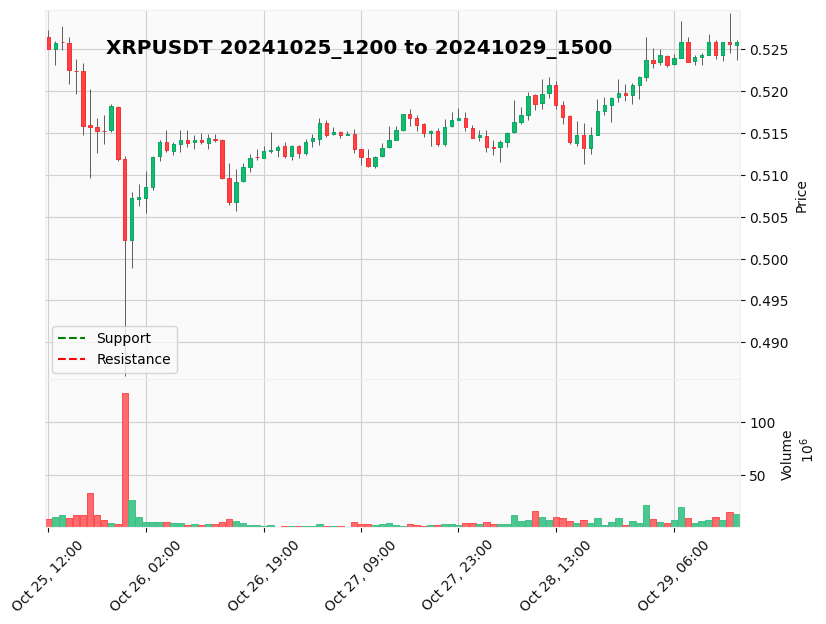 XRPUSDT 20241025_1200 to 20241029_1500
0.525
0.520
0.515
0.510
0.505
0.500
0.495
0.490
Price
Support
Resistance
100
50
Volume
10⁶
Oct 25, 12:00
Oct 26, 02:00
Oct 26, 19:00
Oct 27, 09:00
Oct 27, 23:00
Oct 28, 13:00
Oct 29, 06:00